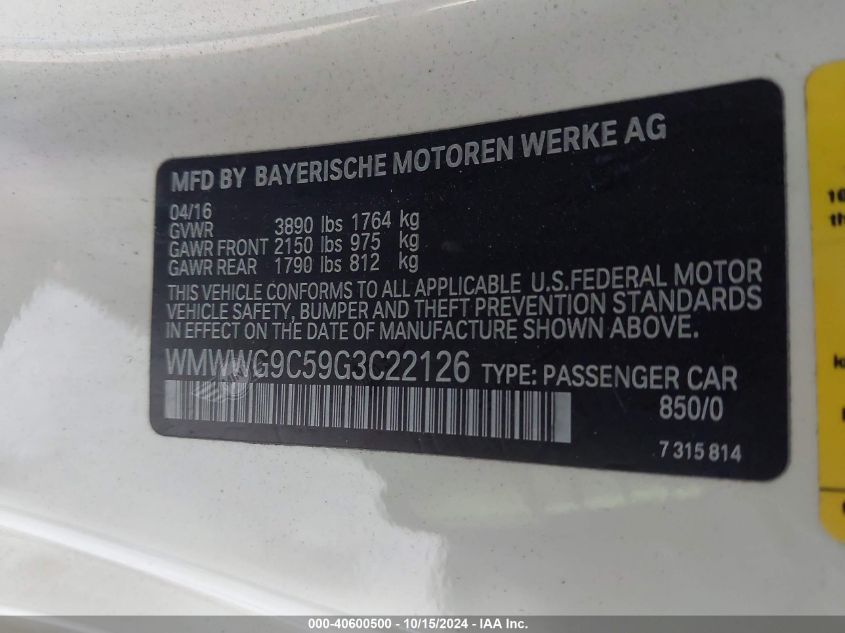 MFD BY BAYERISCHE MOTOREN WERKE AG
04/16
GVWR 3890 lbs 1764 kg
GAWR FRONT 2150 lbs 975 kg
GAWR REAR 1790 lbs 812 kg
THIS VEHICLE CONFORMS TO ALL APPLICABLE U.S.FEDERAL MOTOR
VEHICLE SAFETY, BUMPER AND THEFT PREVENTION STANDARDS
IN EFFECT ON THE DATE OF MANUFACTURE SHOWN ABOVE.
WMWWG9C59G3C22126 TYPE: PASSENGER CAR
850/0
7 315 814
16
th
000-40600500 - 10/15/2024 - IAA Inc.